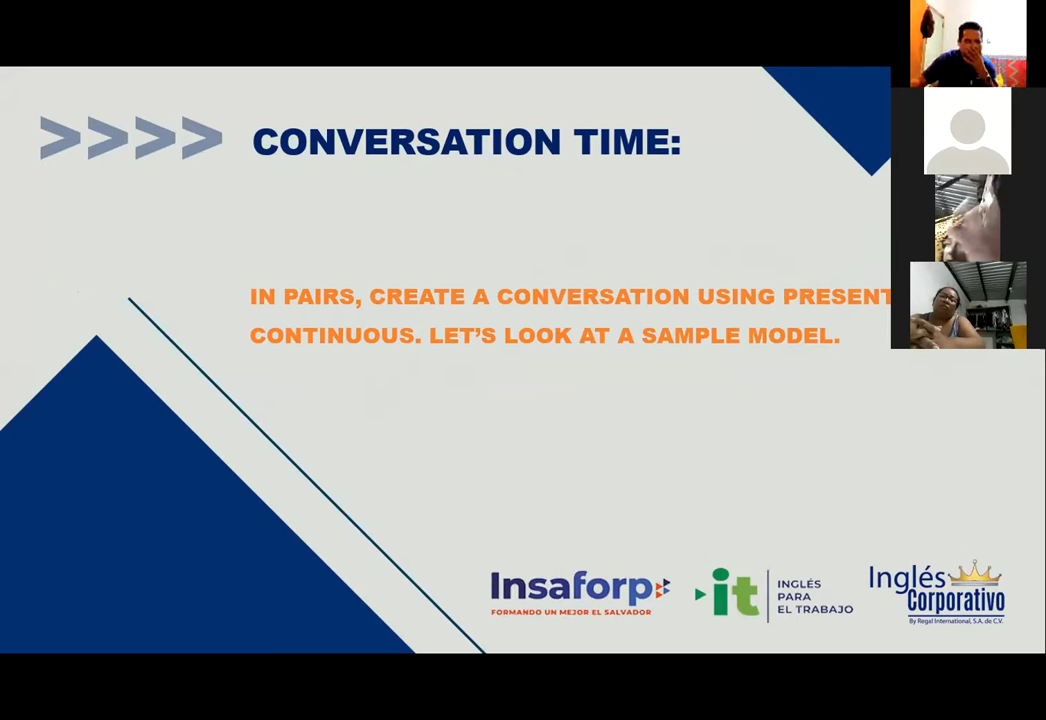 >>>> CONVERSATION TIME:
IN PAIRS, CREATE A CONVERSATION USING PRESENT
CONTINUOUS. LET'S LOOK AT A SAMPLE MODEL.
Insaforp
FORMANDO UN MEJOR EL SALVADOR
it
INGLÉS
PARA
EL TRABAJO
Inglés
Corporativo
By Regal International, S.A. de C.V.